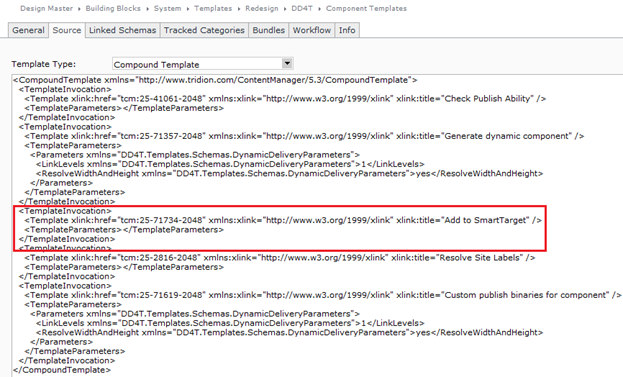 Design Master ▸ Building Blocks ▸ System ▸ Templates ▸ Redesign ▸ DD4T ▸ Component Templates
General Source Linked Schemas Tracked Categories Bundles Workflow Info
Template Type: Compound Template
<CompoundTemplate xmlns="http://www.tridion.com/ContentManager/5.3/CompoundTemplate">
<TemplateInvocation>
<Template xlink:href="tcm:25-41061-2048" xmlns:xlink="http://www.w3.org/1999/xlink" xlink:title="Check Publish Ability" />
<TemplateParameters></TemplateParameters>
</TemplateInvocation>
<TemplateInvocation>
<Template xlink:href="tcm:25-71357-2048" xmlns:xlink="http://www.w3.org/1999/xlink" xlink:title="Generate dynamic component" />
<TemplateParameters>
<Parameters xmlns="DD4T.Templates.Schemas.DynamicDeliveryParameters">
<LinkLevels xmlns="DD4T.Templates.Schemas.DynamicDeliveryParameters">1</LinkLevels>
<ResolveWidthAndHeight xmlns="DD4T.Templates.Schemas.DynamicDeliveryParameters">yes</ResolveWidthAndHeight>
</Parameters>
</TemplateParameters>
</TemplateInvocation>
<TemplateInvocation>
<Template xlink:href="tcm:25-71734-2048" xmlns:xlink="http://www.w3.org/1999/xlink" xlink:title="Add to SmartTarget" />
<TemplateParameters></TemplateParameters>
</TemplateInvocation>
<TemplateInvocation>
<Template xlink:href="tcm:25-2816-2048" xmlns:xlink="http://www.w3.org/1999/xlink" xlink:title="Resolve Site Labels" />
<TemplateParameters></TemplateParameters>
</TemplateInvocation>
<TemplateInvocation>
<Template xlink:href="tcm:25-71619-2048" xmlns:xlink="http://www.w3.org/1999/xlink" xlink:title="Custom publish binaries for component" />
<TemplateParameters>
<Parameters xmlns="DD4T.Templates.Schemas.DynamicDeliveryParameters">
<LinkLevels xmlns="DD4T.Templates.Schemas.DynamicDeliveryParameters">1</LinkLevels>
<ResolveWidthAndHeight xmlns="DD4T.Templates.Schemas.DynamicDeliveryParameters">yes</ResolveWidthAndHeight>
</Parameters>
</TemplateParameters>
</TemplateInvocation>
</CompoundTemplate>